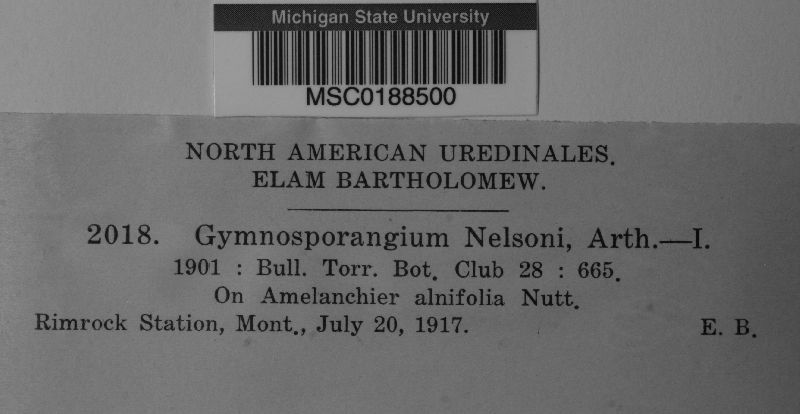 Michigan State University
MSC0188500
NORTH AMERICAN UREDINALES.
ELAM BARTHOLOMEW.
2018. Gymnosporangium Nelsoni, Arth.—I.
1901 : Bull. Torr. Bot. Club 28 : 665.
On Amelanchier alnifolia Nutt.
Rimrock Station, Mont., July 20, 1917. E. B.